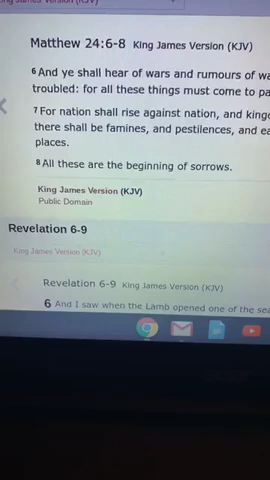 King James Version (KJV)
Matthew 24:6-8 King James Version (KJV)
6 And ye shall hear of wars and rumours of
troubled: for all these things must come to
7 For nation shall rise against nation, and
there shall be famines, and pestilences, and
places.
8 All these are the beginning of sorrows.
King James Version (KJV)
Public Domain
Revelation 6-9
King James Version (KJV)
Revelation 6-9 King James Version (KJV)
6 And I saw when the Lamb opened one of the